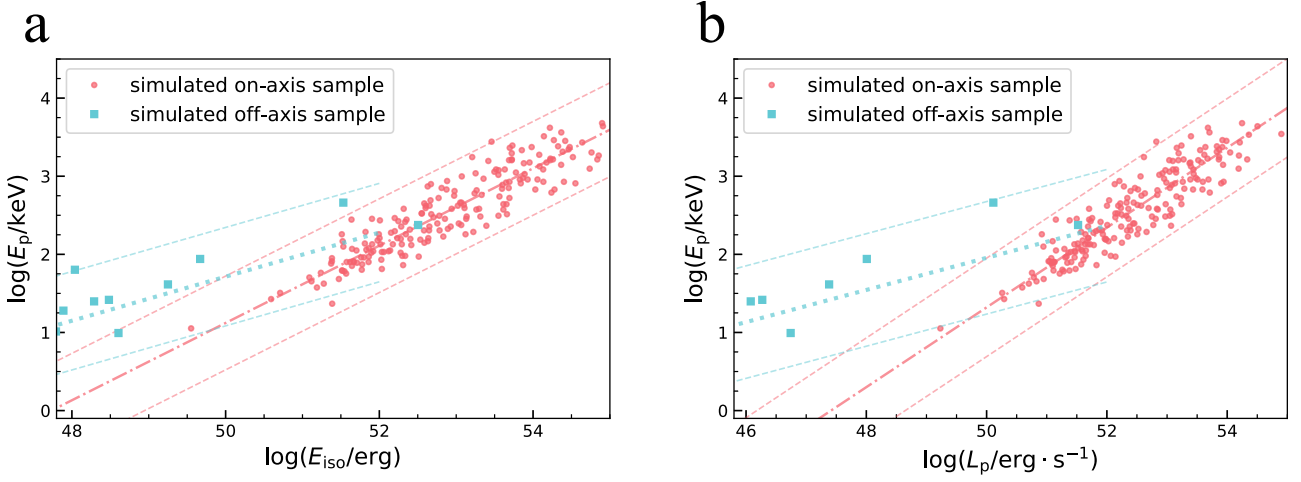 a
simulated on-axis sample
simulated off-axis sample
log(Eₚ/keV)
4
3
2
1
0
48
50
52
54
log(E_iso/erg)
b
simulated on-axis sample
simulated off-axis sample
log(Eₚ/keV)
4
3
2
1
0
46
48
50
52
54
log(Lₚ/erg · s⁻¹)